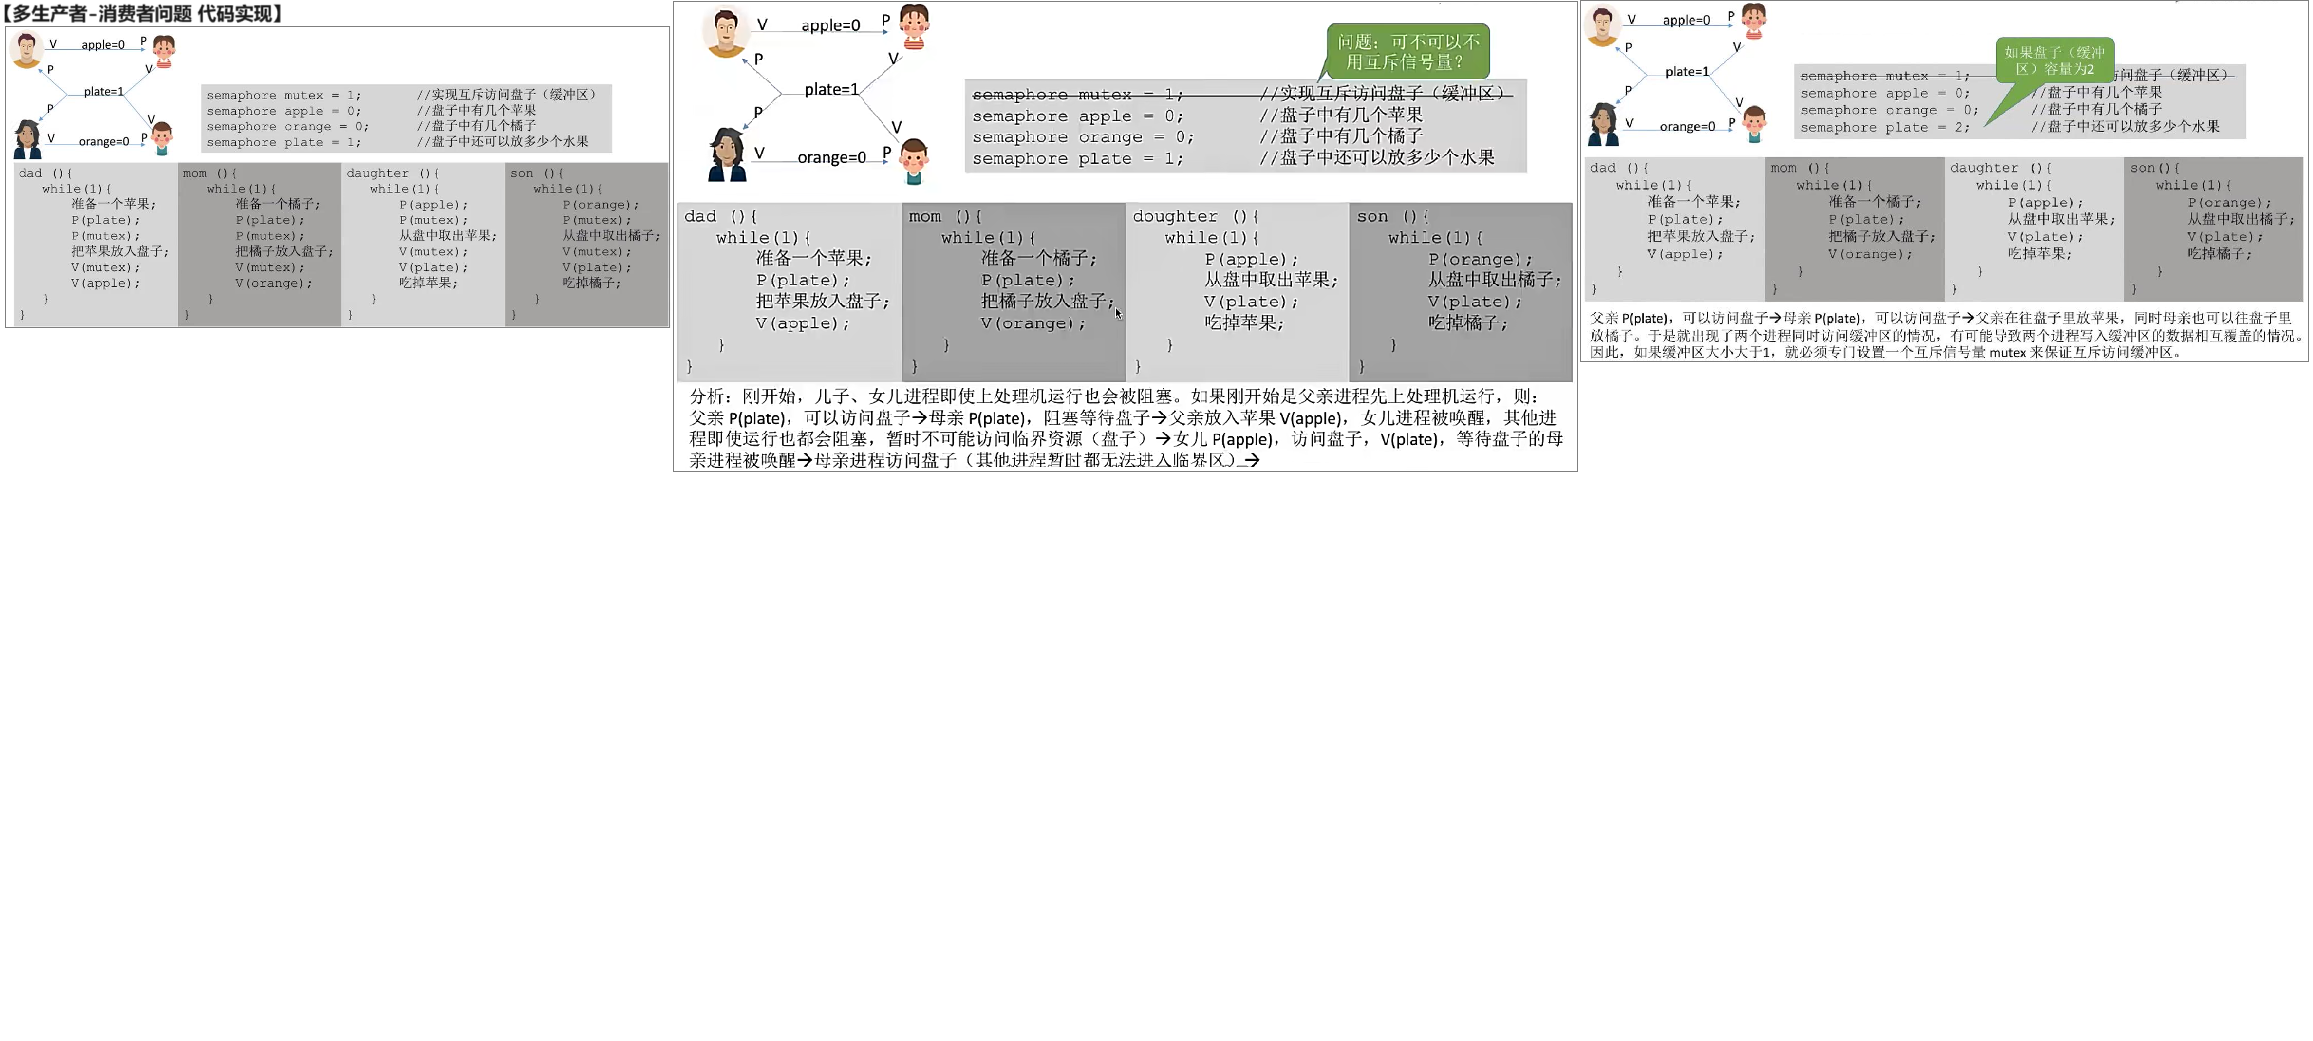 【多生产者-消费者问题 代码实现】
V apple=0 P
P V
plate=1
P V
V orange=0 P
semaphore mutex = 1; //实现互斥访问盘子（缓冲区）
semaphore apple = 0; //盘子中有几个苹果
semaphore orange = 0; //盘子中有几个橘子
semaphore plate = 1; //盘子中还可以放多少个水果
dad (){
while(1){
准备一个苹果;
P(plate);
P(mutex);
把苹果放入盘子;
V(mutex);
V(apple);
}
}
mom (){
while(1){
准备一个橘子;
P(plate);
P(mutex);
把橘子放入盘子;
V(mutex);
V(orange);
}
}
daughter (){
while(1){
P(apple);
P(mutex);
从盘中取出苹果;
V(mutex);
V(plate);
吃掉苹果;
}
}
son (){
while(1){
P(orange);
P(mutex);
从盘中取出橘子;
V(mutex);
V(plate);
吃掉橘子;
}
}
V apple=0 P
P V
plate=1
P V
V orange=0 P
问题：可不可以不
用互斥信号量？
semaphore mutex = 1; //实现互斥访问盘子（缓冲区）
semaphore apple = 0; //盘子中有几个苹果
semaphore orange = 0; //盘子中有几个橘子
semaphore plate = 1; //盘子中还可以放多少个水果
dad (){
while(1){
准备一个苹果;
P(plate);
把苹果放入盘子;
V(apple);
}
}
mom (){
while(1){
准备一个橘子;
P(plate);
把橘子放入盘子;
V(orange);
}
}
daughter (){
while(1){
P(apple);
从盘中取出苹果;
V(plate);
吃掉苹果;
}
}
son (){
while(1){
P(orange);
从盘中取出橘子;
V(plate);
吃掉橘子;
}
}
分析：刚开始，儿子、女儿进程即使上处理机运行也会被阻塞。如果刚开始是父亲进程先上处理机运行，则：
父亲 P(plate)，可以访问盘子→母亲 P(plate)，阻塞等待盘子→父亲放入苹果 V(apple)，女儿进程被唤醒，其他进
程即使运行也都会阻塞，暂时不可能访问临界资源（盘子）→女儿 P(apple)，访问盘子，V(plate)，等待盘子的母
亲进程被唤醒→母亲进程访问盘子（其他进程暂时都无法进入临界区）→
V apple=0 P
P V
plate=1
P V
V orange=0 P
如果盘子（缓冲
区）容量为2
semaphore mutex = 1; 访问盘子（缓冲区）
semaphore apple = 0; //盘子中有几个苹果
semaphore orange = 0; //盘子中有几个橘子
semaphore plate = 2; //盘子中还可以放多少个水果
dad (){
while(1){
准备一个苹果;
P(plate);
把苹果放入盘子;
V(apple);
}
}
mom (){
while(1){
准备一个橘子;
P(plate);
把橘子放入盘子;
V(orange);
}
}
daughter (){
while(1){
P(apple);
从盘中取出苹果;
V(plate);
吃掉苹果;
}
}
son(){
while(1){
P(orange);
从盘中取出橘子;
V(plate);
吃掉橘子;
}
}
父亲 P(plate)，可以访问盘子→母亲 P(plate)，可以访问盘子→父亲在往盘子里放苹果，同时母亲也可以往盘子里
放橘子。于是就出现了两个进程同时访问缓冲区的情况，有可能导致两个进程写入缓冲区的数据相互覆盖的情况。
因此，如果缓冲区大小大于1，就必须专门设置一个互斥信号量 mutex 来保证互斥访问缓冲区。